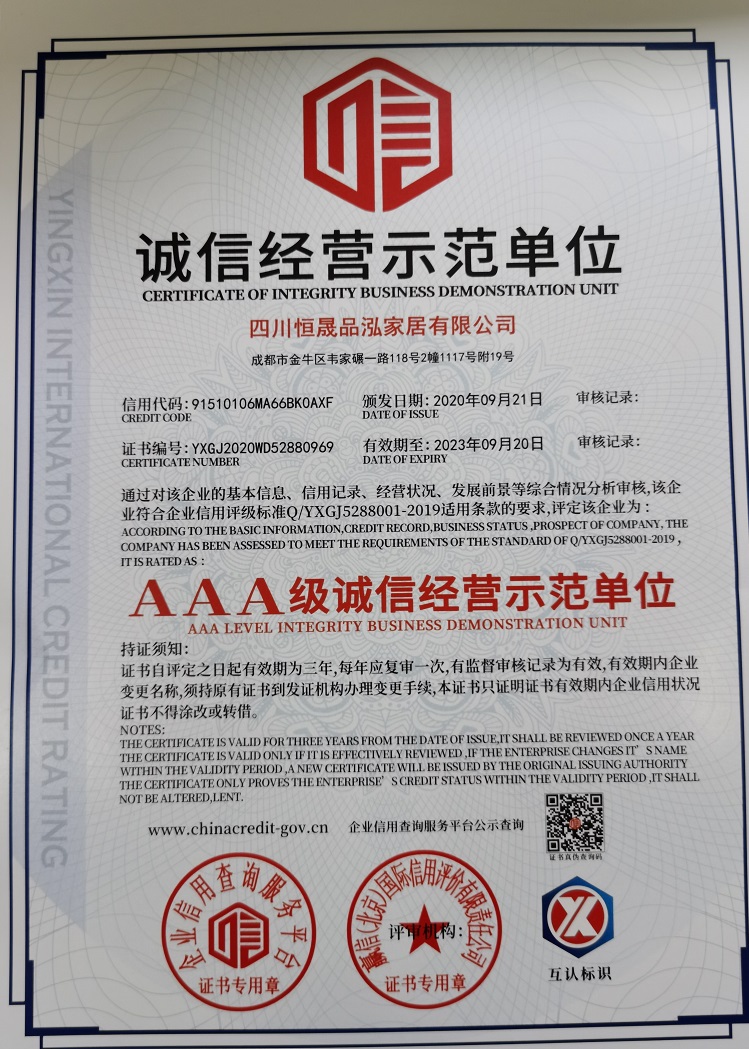 YINGXIN INTERNATIONAL CREDIT RATING
诚信经营示范单位
CERTIFICATE OF INTEGRITY BUSINESS DEMONSTRATION UNIT
四川恒晟品泓家居有限公司
成都市金牛区韦家碾一路118号2幢1117号附19号
信用代码:91510106MA66BK0AXF 颁发日期:2020年09月21日 审核记录:
CREDIT CODE DATE OF ISSUE
证书编号:YXGJ2020WD52880969 有效期至:2023年09月20日 审核记录:
CERTIFICATE NUMBER DATE OF EXPIRY
通过对该企业的基本信息、信用记录、经营状况、发展前景等综合情况分析审核,该企
业符合企业信用评级标准Q/YXGJ5288001-2019适用条款的要求,评定该企业为:
ACCORDING TO THE BASIC INFORMATION,CREDIT RECORD,BUSINESS STATUS ,PROSPECT OF COMPANY, THE
COMPANY HAS BEEN ASSESSED TO MEET THE REQUIREMENTS OF THE STANDARD OF Q/YXGJ5288001-2019 ,
IT IS RATED AS :
AAA级诚信经营示范单位
AAA LEVEL INTEGRITY BUSINESS DEMONSTRATION UNIT
持证须知:
证书自评定之日起有效期为三年,每年应复审一次,有监督审核记录为有效,有效期内企业
变更名称,须持原有证书到发证机构办理变更手续,本证书只证明证书有效期内企业信用状况
证书不得涂改或转借。
NOTES:
THE CERTIFICATE IS VALID FOR THREE YEARS FROM THE DATE OF ISSUE,IT SHALL BE REVIEWED ONCE A YEAR
THE CERTIFICATE IS VALID ONLY IF IT IS EFFECTIVELY REVIEWED ,IF THE ENTERPRISE CHANGES IT'S NAME
WITHIN THE VALIDITY PERIOD ,A NEW CERTIFICATE WILL BE ISSUED BY THE ORIGINAL ISSUING AUTHORITY
THE CERTIFICATE ONLY PROVES THE ENTERPRISE'S CREDIT STATUS WITHIN THE VALIDITY PERIOD ,IT SHALL
NOT BE ALTERED,LENT.
www.chinacredit-gov.cn 企业信用查询服务平台公示查询
证书真伪查询码
企业信用查询服务平台
证书专用章
赢信(北京)国际信用评价有限责任公司
评审机构:
证书专用章
互认标识